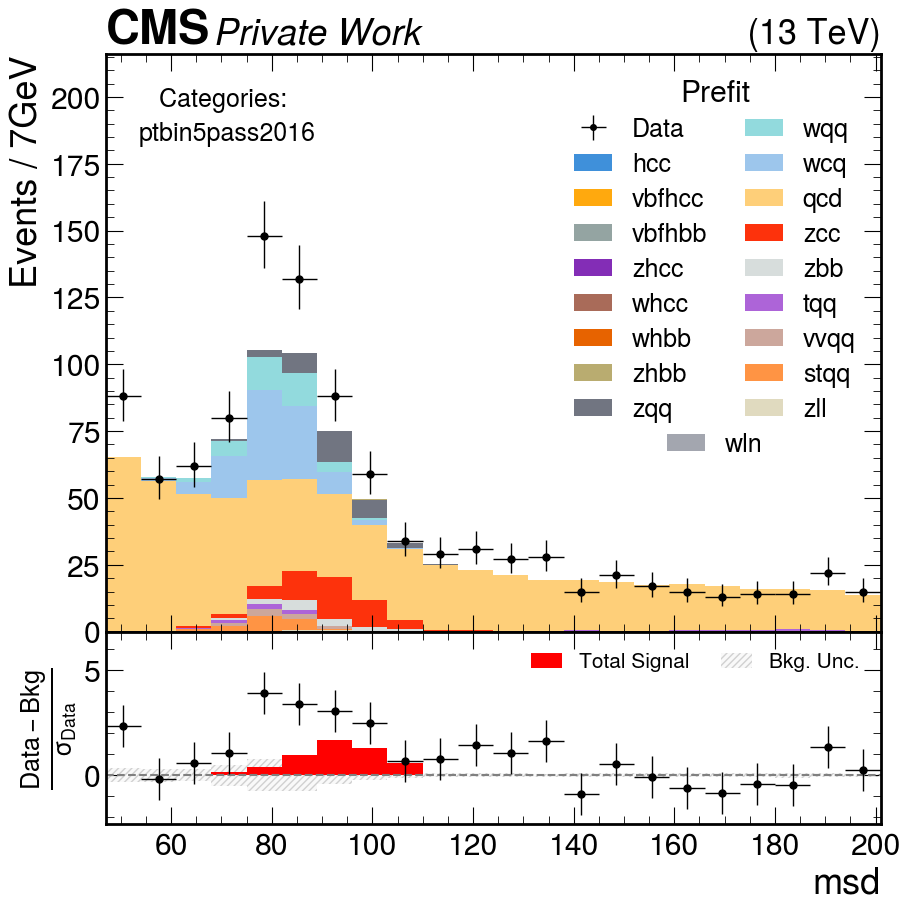 CMS Private Work (13 TeV)
Events / 7GeV
Categories:
ptbin5pass2016
Prefit
Data
hcc
vbfhcc
vbfhbb
zhcc
whcc
whbb
zhbb
zqq
wqq
wcq
qcd
zcc
zbb
tqq
vvqq
stqq
zll
wln
200
175
150
125
100
75
50
25
0
Data − Bkg
σData
Total Signal
Bkg. Unc.
5
0
60 80 100 120 140 160 180 200
msd